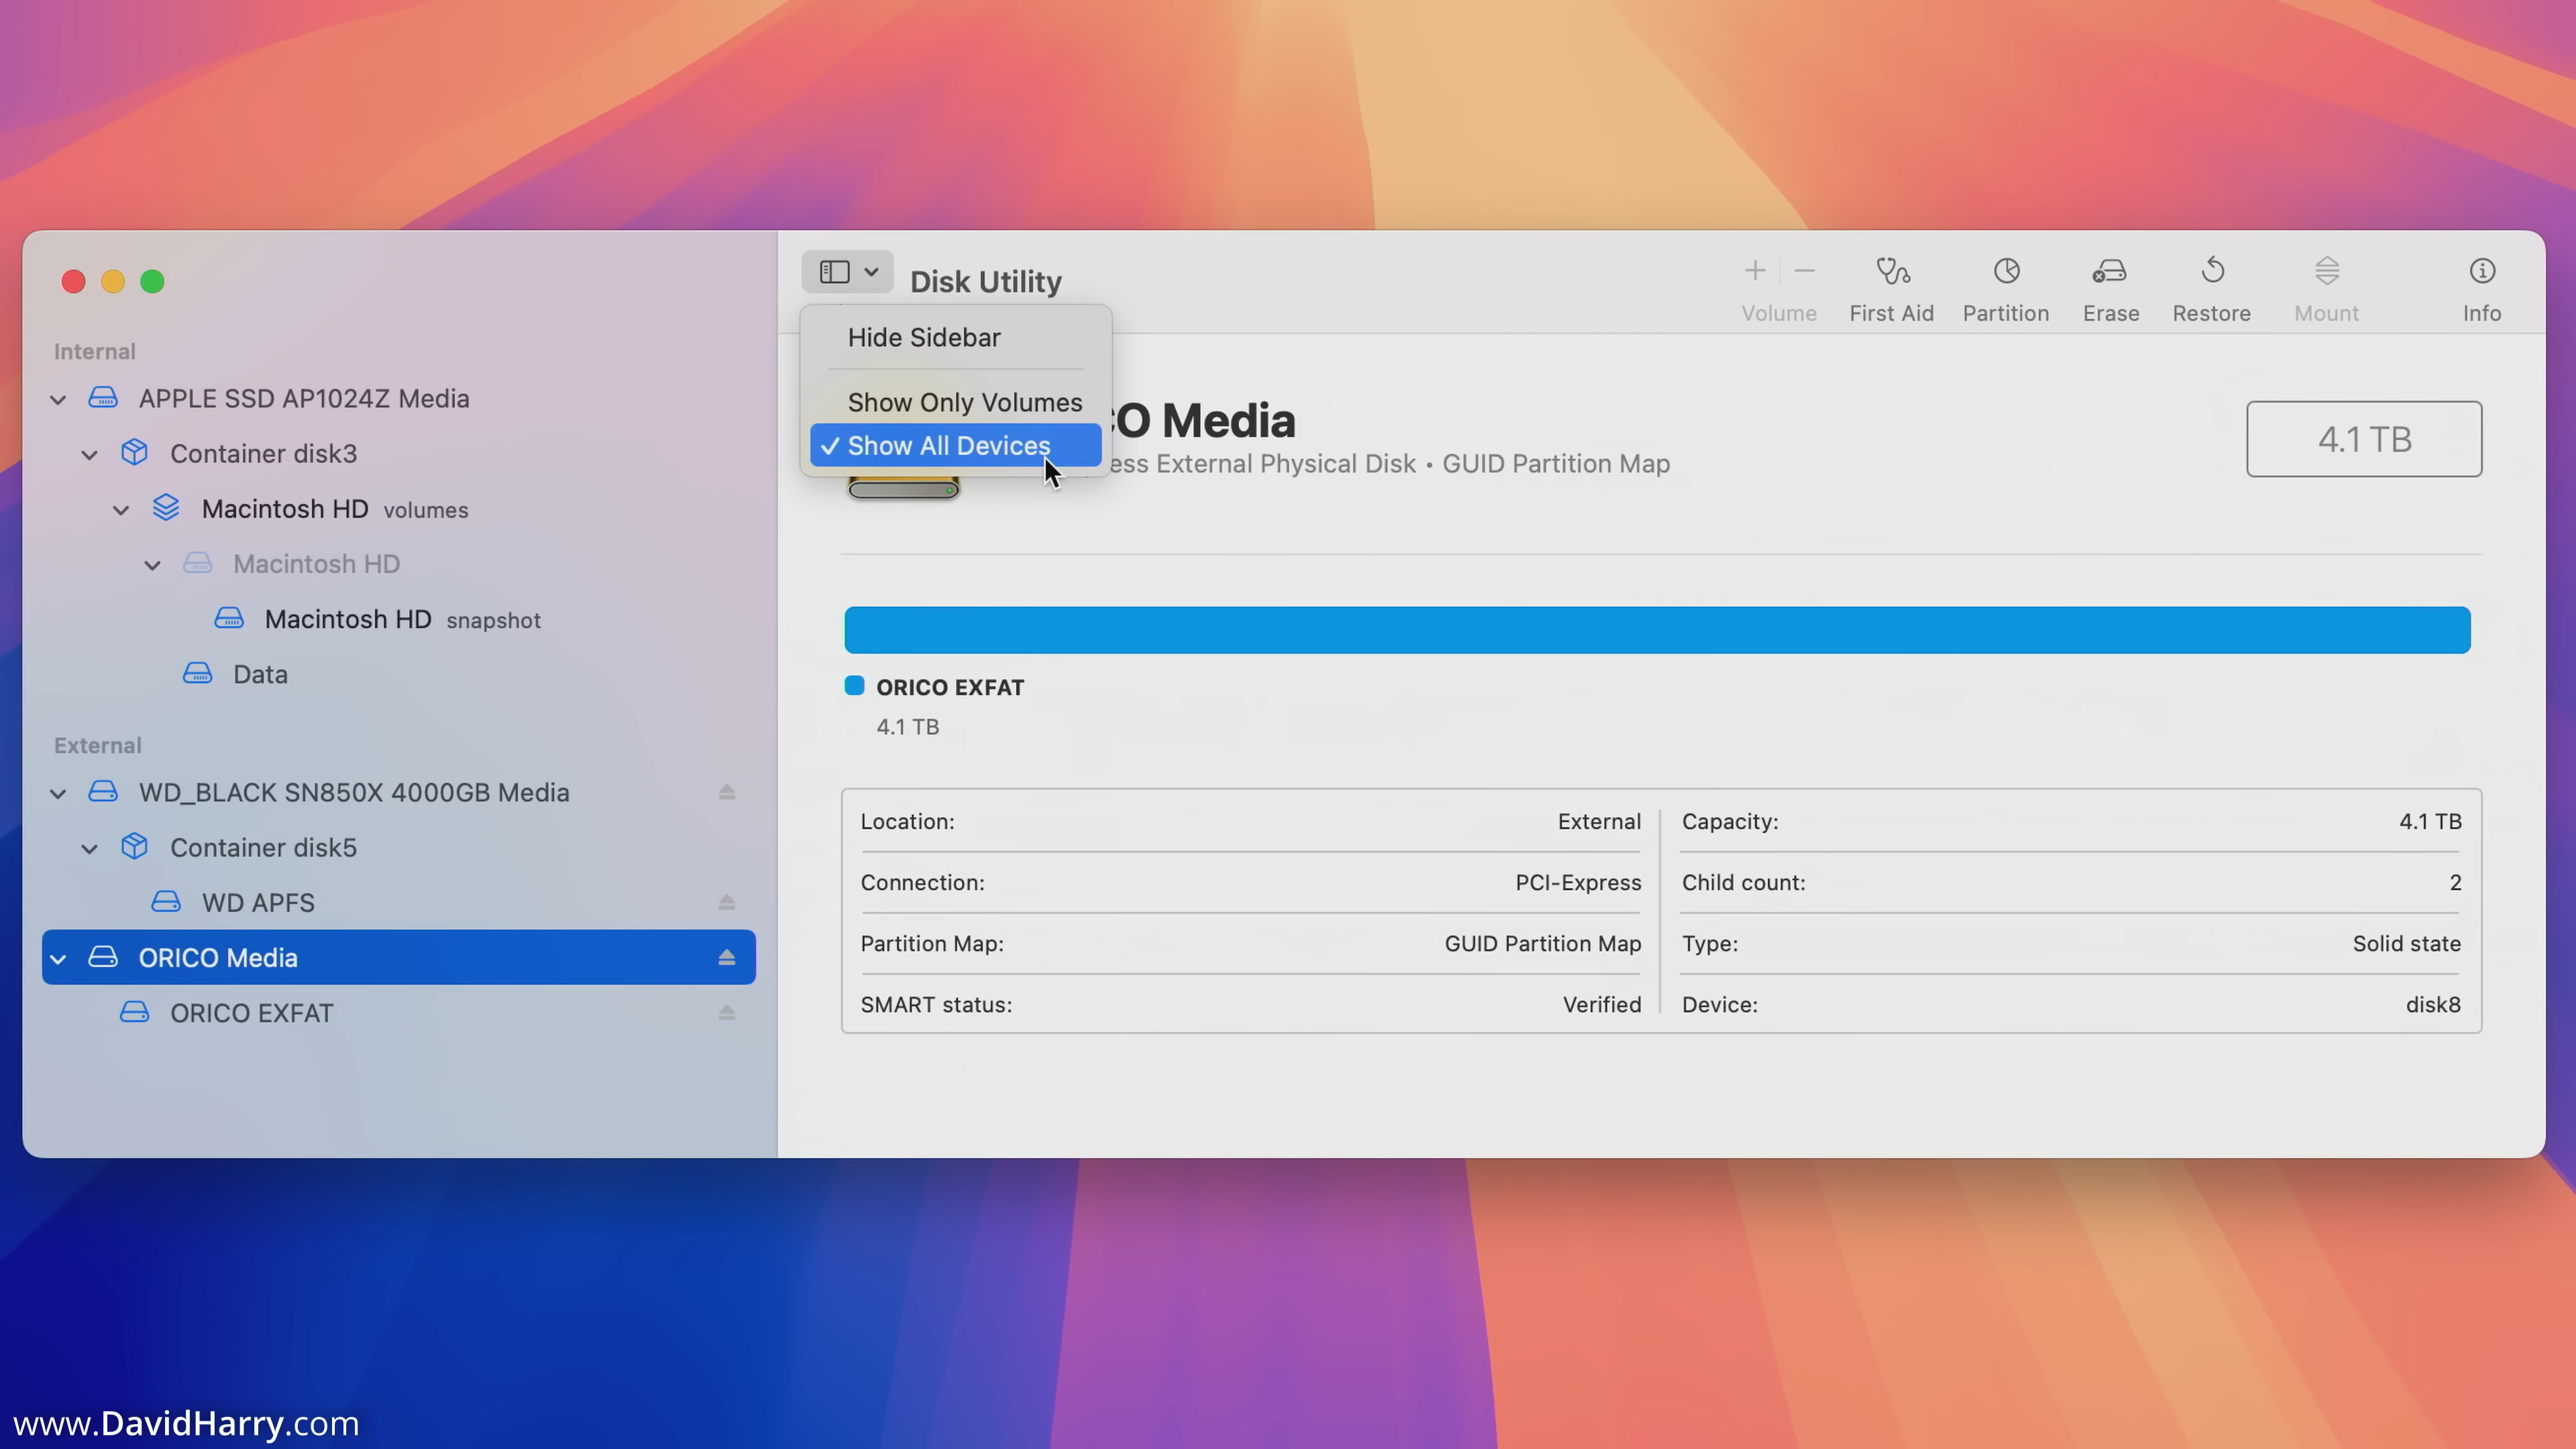 Internal
APPLE SSD AP1024Z Media
Container disk3
Macintosh HD volumes
Macintosh HD
Macintosh HD snapshot
Data
External
WD_BLACK SN850X 4000GB Media
Container disk5
WD APFS
ORICO Media
ORICO EXFAT
Disk Utility
Hide Sidebar
Show Only Volumes
Show All Devices
Volume
First Aid
Partition
Erase
Restore
Mount
Info
CO Media
ess External Physical Disk • GUID Partition Map
4.1 TB
ORICO EXFAT
4.1 TB
Location: External
Connection: PCI-Express
Partition Map: GUID Partition Map
SMART status: Verified
Capacity: 4.1 TB
Child count: 2
Type: Solid state
Device: disk8
www.DavidHarry.com